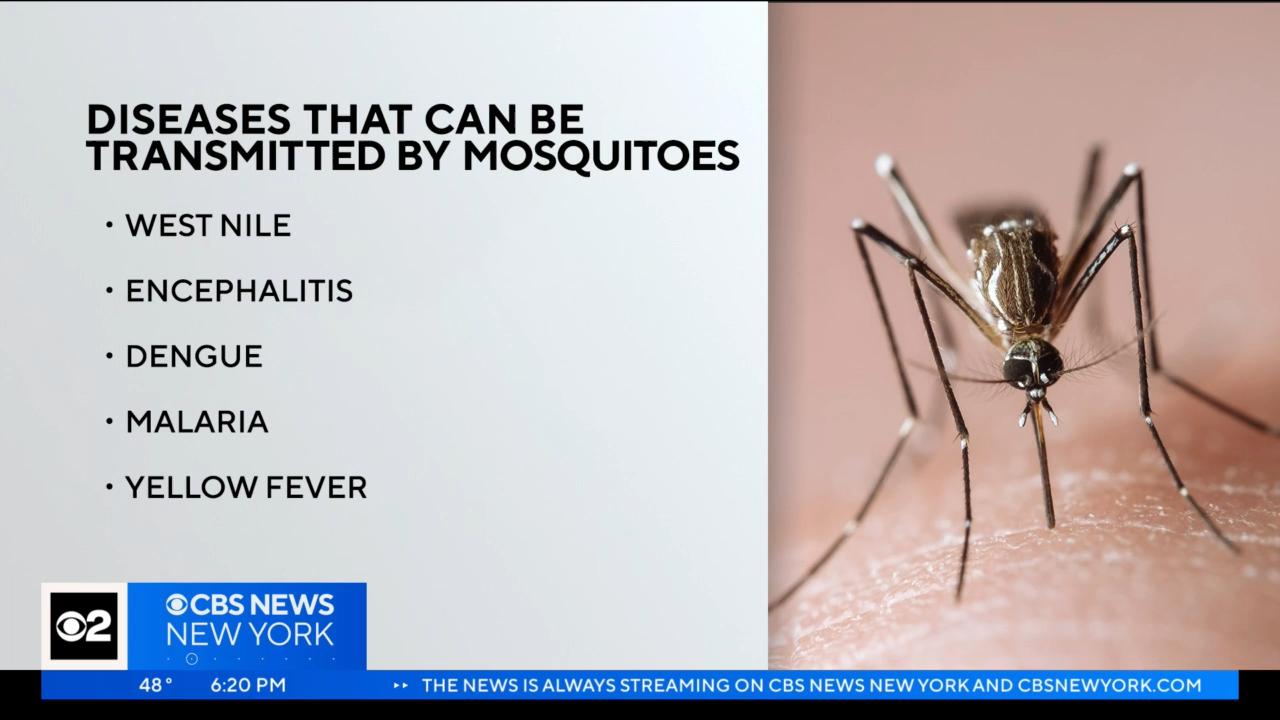 DISEASES THAT CAN BE
TRANSMITTED BY MOSQUITOES
• WEST NILE
• ENCEPHALITIS
• DENGUE
• MALARIA
• YELLOW FEVER
2
CBS NEWS
NEW YORK
48° 6:20 PM THE NEWS IS ALWAYS STREAMING ON CBS NEWS NEW YORK AND CBSNEWYORK.COM